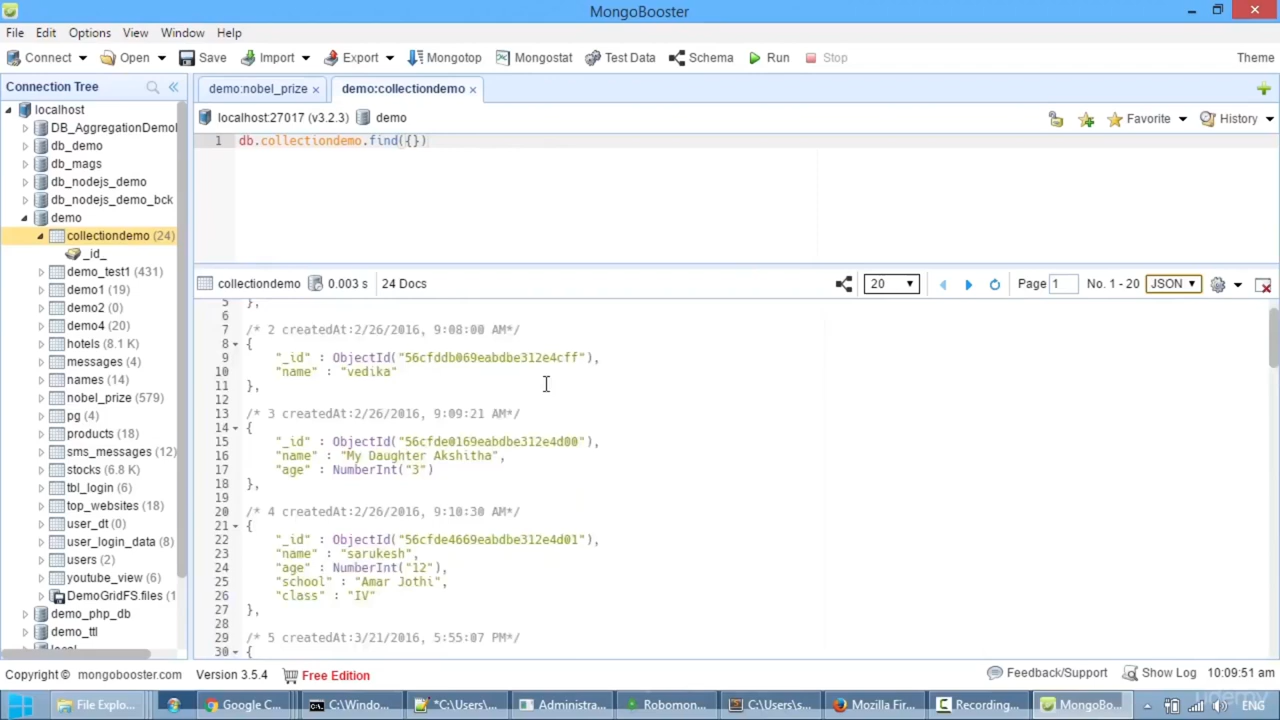 MongoBooster
File Edit Options View Window Help
Connect Open Save Import Export Mongotop Mongostat Test Data Schema Run Stop Theme
Connection Tree
demo:nobel_prize × demo:collectiondemo ×
localhost
localhost:27017 (v3.2.3) demo
Favorite History
DB_AggregationDemo
db_demo
db_mags
db_nodejs_demo
db_nodejs_demo_bck
demo
collectiondemo (24)
_id_
demo_test1 (431)
demo1 (19)
demo2 (0)
demo4 (20)
hotels (8.1 K)
messages (4)
names (14)
nobel_prize (579)
pg (4)
products (18)
sms_messages (12)
stocks (6.8 K)
tbl_login (6)
top_websites (18)
user_dt (0)
user_login_data (8)
users (2)
youtube_view (6)
DemoGridFS.files (1
demo_php_db
demo_ttl
1 db.collectiondemo.find({})
collectiondemo 0.003 s 24 Docs 20 Page 1 No. 1 - 20 JSON
5 },
6
7 /* 2 createdAt:2/26/2016, 9:08:00 AM*/
8 {
9 "_id" : ObjectId("56cfddb069eabdbe312e4cff"),
10 "name" : "vedika"
11 },
12
13 /* 3 createdAt:2/26/2016, 9:09:21 AM*/
14 {
15 "_id" : ObjectId("56cfde0169eabdbe312e4d00"),
16 "name" : "My Daughter Akshitha",
17 "age" : NumberInt("3")
18 },
19
20 /* 4 createdAt:2/26/2016, 9:10:30 AM*/
21 {
22 "_id" : ObjectId("56cfde4669eabdbe312e4d01"),
23 "name" : "sarukesh",
24 "age" : NumberInt("12"),
25 "school" : "Amar Jothi",
26 "class" : "IV"
27 },
28
29 /* 5 createdAt:3/21/2016, 5:55:07 PM*/
30 {
Copyright © mongobooster.com Version 3.5.4 Free Edition Feedback/Support Show Log 10:09:51 am
File Explo... Google C... C:\Windo... *C:\Users\... Administra... Robomon... C:\Users\s... Mozilla Fir... Recording... MongoBo... ENG
udemy